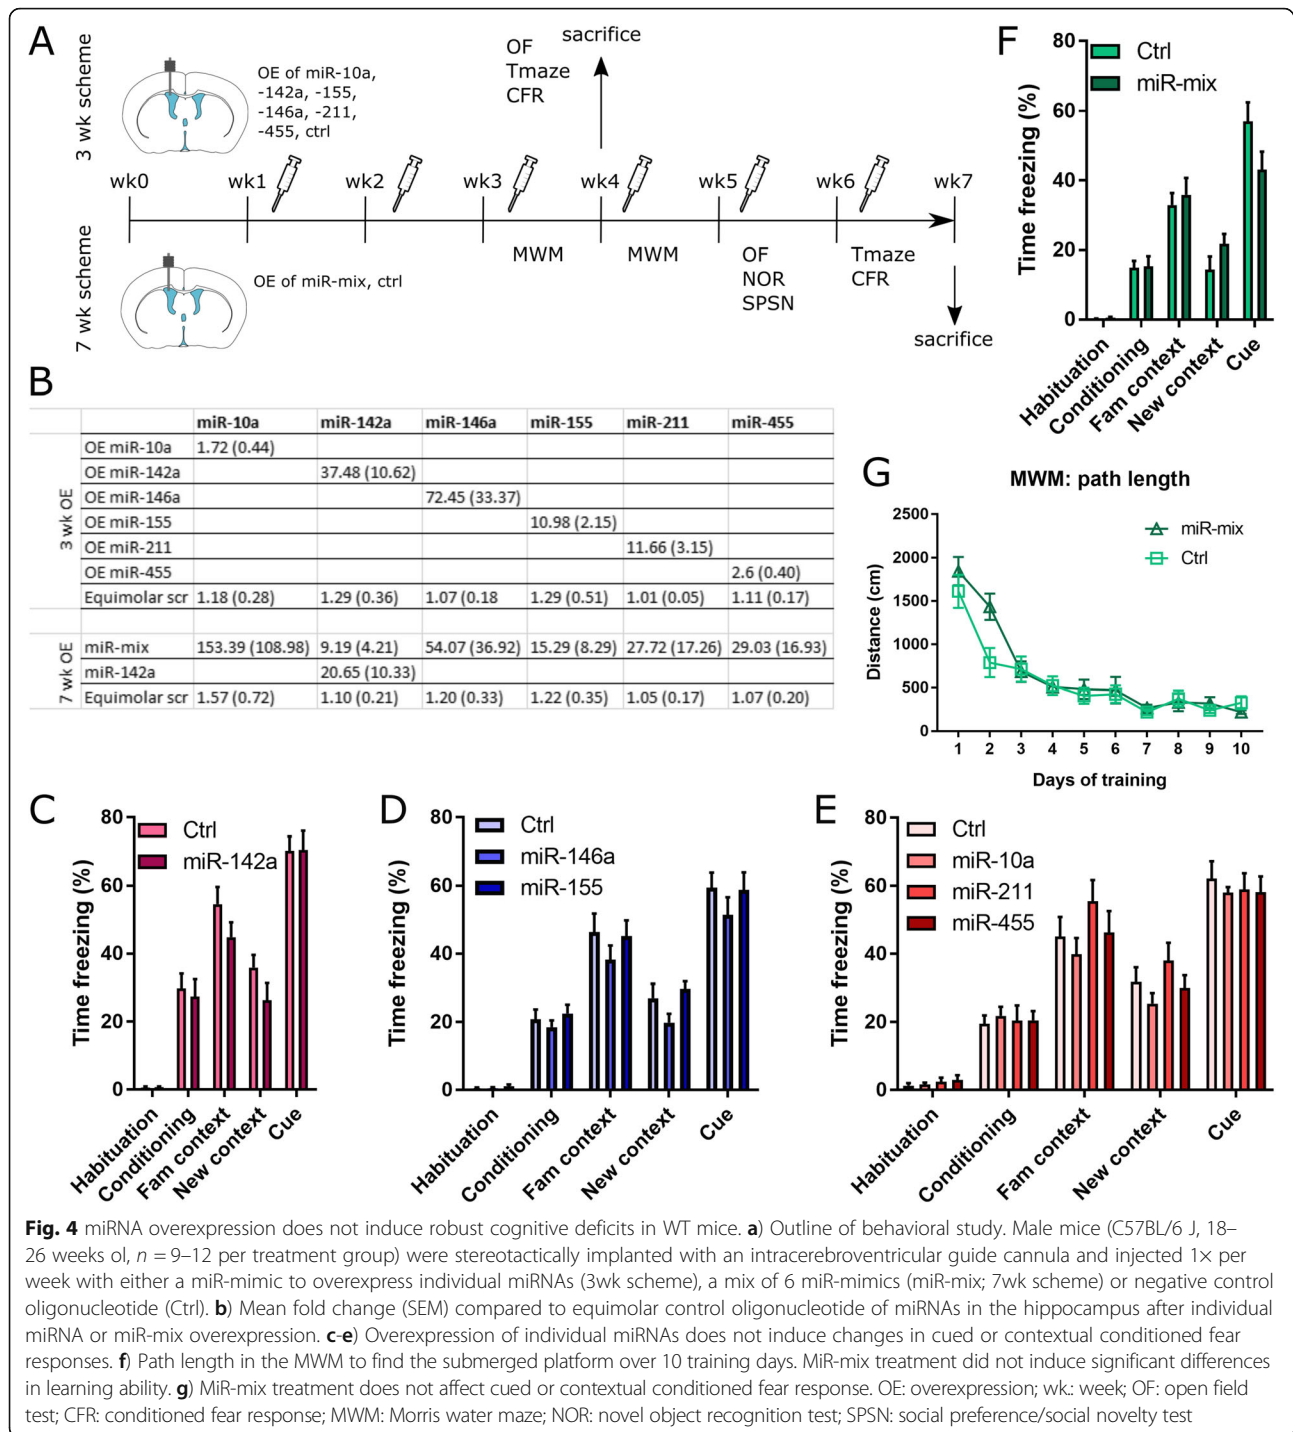 A
3 wk scheme
OE of miR-10a,
-142a, -155,
-146a, -211,
-455, ctrl
OF
Tmaze
CFR
sacrifice
wk0 wk1 wk2 wk3 wk4 wk5 wk6 wk7
7 wk scheme
OE of miR-mix, ctrl
MWM
MWM
OF
NOR
SPSN
Tmaze
CFR
sacrifice
B
miR-10a miR-142a miR-146a miR-155 miR-211 miR-455
3 wk OE
OE miR-10a 1.72 (0.44)
OE miR-142a 37.48 (10.62)
OE miR-146a 72.45 (33.37)
OE miR-155 10.98 (2.15)
OE miR-211 11.66 (3.15)
OE miR-455 2.6 (0.40)
Equimolar scr 1.18 (0.28) 1.29 (0.36) 1.07 (0.18 1.29 (0.51) 1.01 (0.05) 1.11 (0.17)
7 wk OE
miR-mix 153.39 (108.98) 9.19 (4.21) 54.07 (36.92) 15.29 (8.29) 27.72 (17.26) 29.03 (16.93)
miR-142a 20.65 (10.33)
Equimolar scr 1.57 (0.72) 1.10 (0.21) 1.20 (0.33) 1.22 (0.35) 1.05 (0.17) 1.07 (0.20)
F
Time freezing (%)
80
60
40
20
0
Ctrl
miR-mix
Habituation
Conditioning
Fam context
New context
Cue
G
MWM: path length
Distance (cm)
2500
2000
1500
1000
500
0
miR-mix
Ctrl
1 2 3 4 5 6 7 8 9 10
Days of training
C
Time freezing (%)
80
60
40
20
0
Ctrl
miR-142a
Habituation
Conditioning
Fam context
New context
Cue
D
Time freezing (%)
80
60
40
20
0
Ctrl
miR-146a
miR-155
Habituation
Conditioning
Fam context
New context
Cue
E
Time freezing (%)
80
60
40
20
0
Ctrl
miR-10a
miR-211
miR-455
Habituation
Conditioning
Fam context
New context
Cue
Fig. 4 miRNA overexpression does not induce robust cognitive deficits in WT mice. a) Outline of behavioral study. Male mice (C57BL/6 J, 18–
26 weeks ol, n = 9–12 per treatment group) were stereotactically implanted with an intracerebroventricular guide cannula and injected 1× per
week with either a miR-mimic to overexpress individual miRNAs (3wk scheme), a mix of 6 miR-mimics (miR-mix; 7wk scheme) or negative control
oligonucleotide (Ctrl). b) Mean fold change (SEM) compared to equimolar control oligonucleotide of miRNAs in the hippocampus after individual
miRNA or miR-mix overexpression. c-e) Overexpression of individual miRNAs does not induce changes in cued or contextual conditioned fear
responses. f) Path length in the MWM to find the submerged platform over 10 training days. MiR-mix treatment did not induce significant differences
in learning ability. g) MiR-mix treatment does not affect cued or contextual conditioned fear response. OE: overexpression; wk.: week; OF: open field
test; CFR: conditioned fear response; MWM: Morris water maze; NOR: novel object recognition test; SPSN: social preference/social novelty test